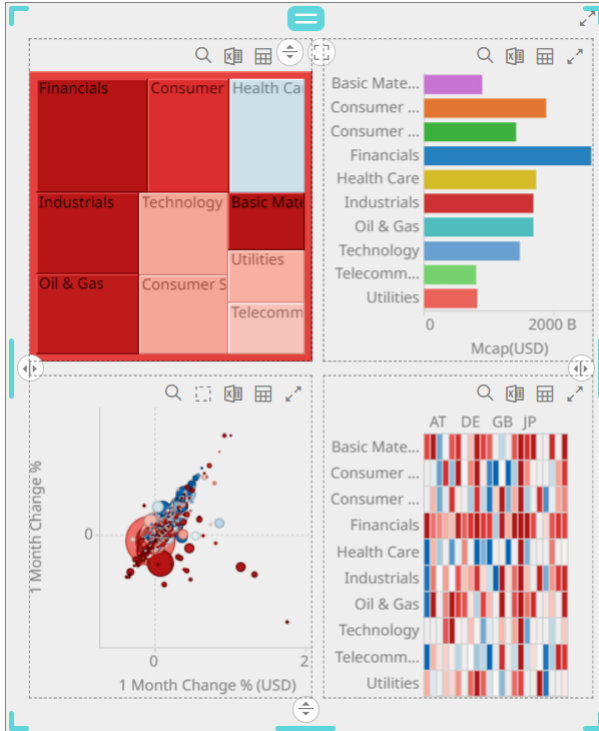 Financials
Consumer
Health Ca
Industrials
Technology
Basic Mate
Oil & Gas
Consumer S
Utilities
Telecomm
Basic Mate...
Consumer ...
Consumer ...
Financials
Health Care
Industrials
Oil & Gas
Technology
Telecomm...
Utilities
0 2000 B
Mcap(USD)
1 Month Change %
0
0 2
1 Month Change % (USD)
AT DE GB JP
Basic Mate...
Consumer ...
Consumer ...
Financials
Health Care
Industrials
Oil & Gas
Technology
Telecomm...
Utilities